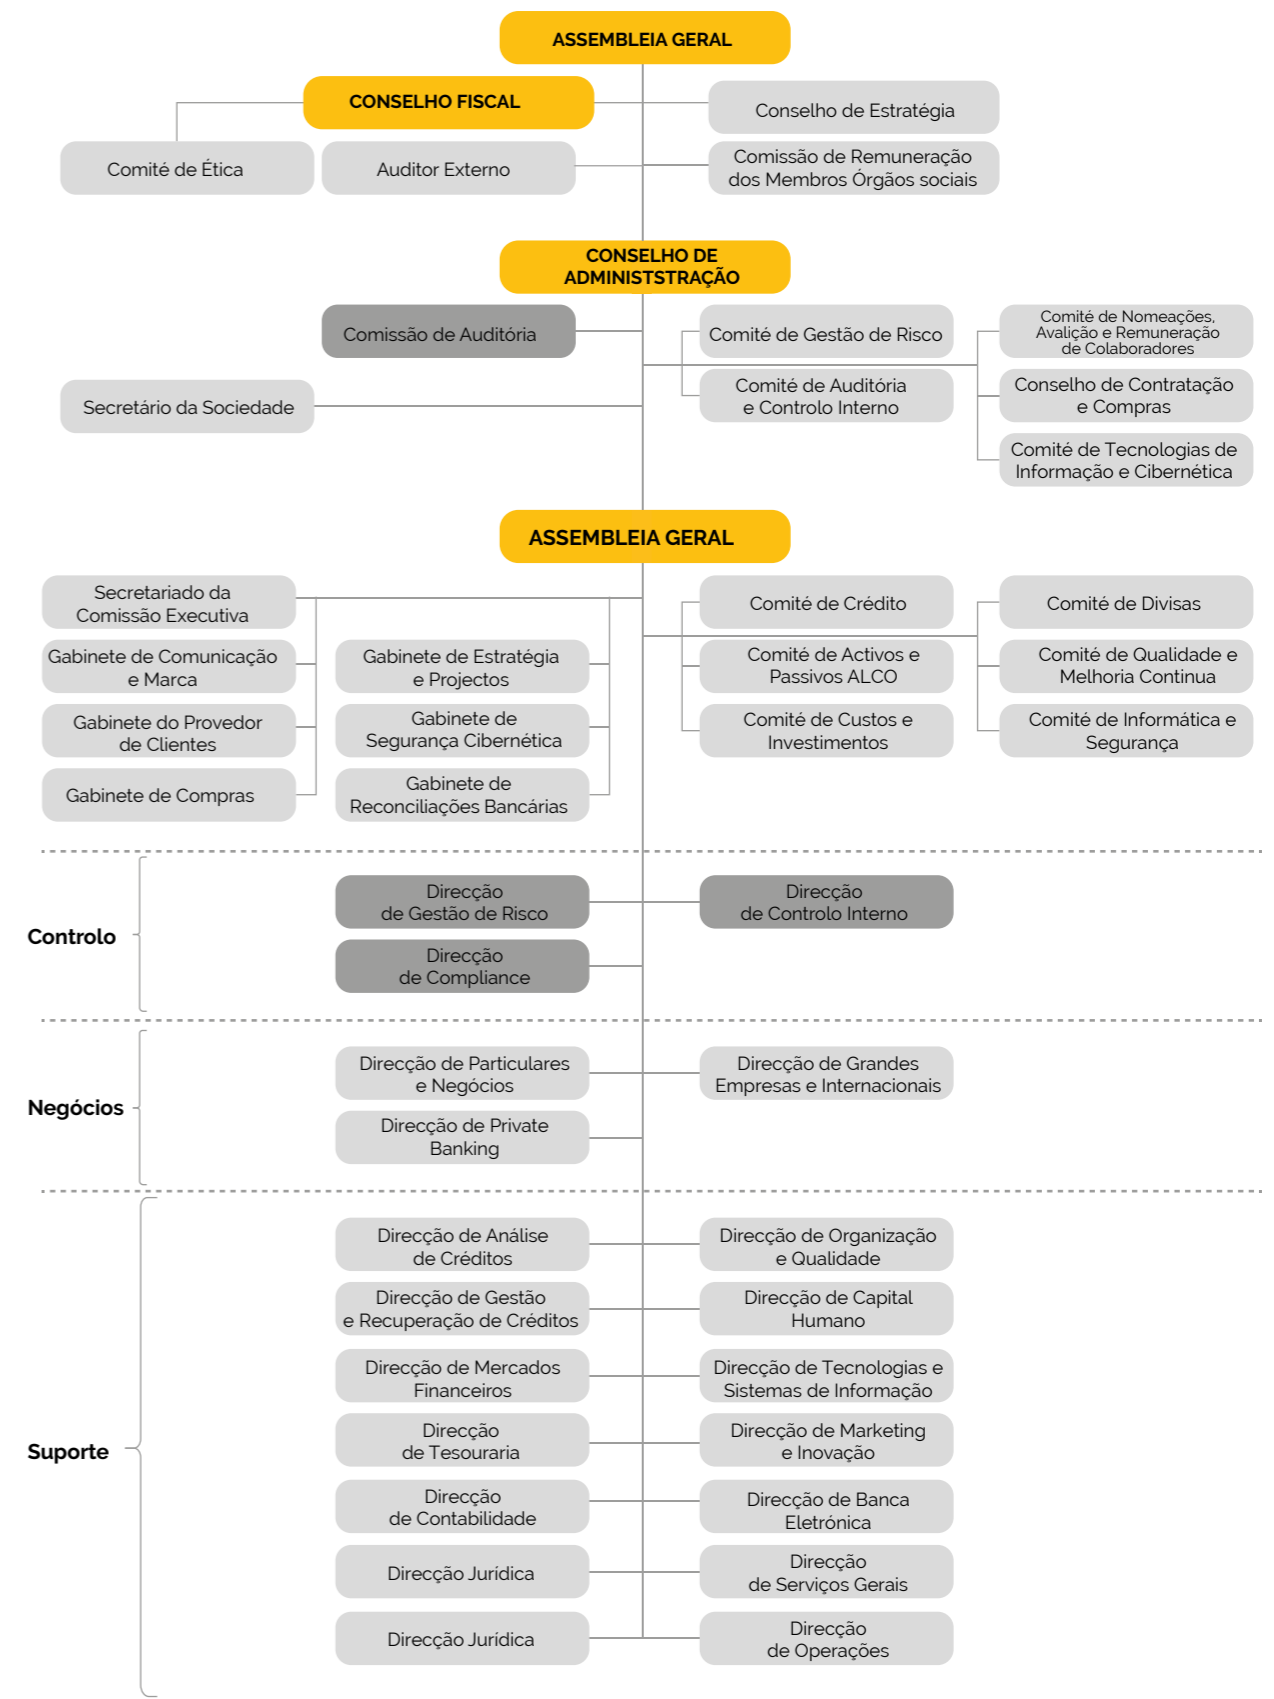 ASSEMBLEIA GERAL
CONSELHO FISCAL
Conselho de Estratégia
Comité de Ética
Auditor Externo
Comissão de Remuneração
dos Membros Órgãos sociais
CONSELHO DE
ADMINISTSTRAÇÃO
Comissão de Auditória
Comité de Gestão de Risco
Comité de Nomeações,
Avalição e Remuneração
de Colaboradores
Secretário da Sociedade
Comité de Auditória
e Controlo Interno
Conselho de Contratação
e Compras
Comité de Tecnologias de
Informação e Cibernética
ASSEMBLEIA GERAL
Secretariado da
Comissão Executiva
Comité de Crédito
Comité de Divisas
Gabinete de Comunicação
e Marca
Gabinete de Estratégia
e Projectos
Comité de Activos e
Passivos ALCO
Comité de Qualidade e
Melhoria Continua
Gabinete do Provedor
de Clientes
Gabinete de
Segurança Cibernética
Comité de Custos e
Investimentos
Comité de Informática e
Segurança
Gabinete de Compras
Gabinete de
Reconciliações Bancárias
Controlo
Direcção
de Gestão de Risco
Direcção
de Controlo Interno
Direcção
de Compliance
Negócios
Direcção de Particulares
e Negócios
Direcção de Grandes
Empresas e Internacionais
Direcção de Private
Banking
Suporte
Direcção de Análise
de Créditos
Direcção de Organização
e Qualidade
Direcção de Gestão
e Recuperação de Créditos
Direcção de Capital
Humano
Direcção de Mercados
Financeiros
Direcção de Tecnologias e
Sistemas de Informação
Direcção
de Tesouraria
Direcção de Marketing
e Inovação
Direcção
de Contabilidade
Direcção de Banca
Eletrónica
Direcção Jurídica
Direcção
de Serviços Gerais
Direcção Jurídica
Direcção
de Operações